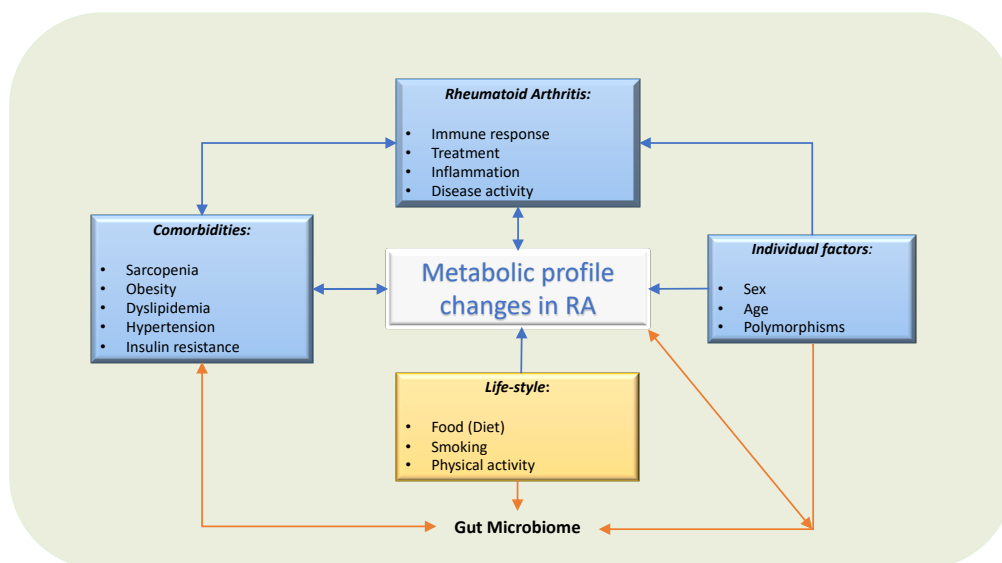 Rheumatoid Arthritis:
• Immune response
• Treatment
• Inflammation
• Disease activity
Comorbidities:
• Sarcopenia
• Obesity
• Dyslipidemia
• Hypertension
• Insulin resistance
Metabolic profile
changes in RA
Individual factors:
• Sex
• Age
• Polymorphisms
Life-style:
• Food (Diet)
• Smoking
• Physical activity
Gut Microbiome